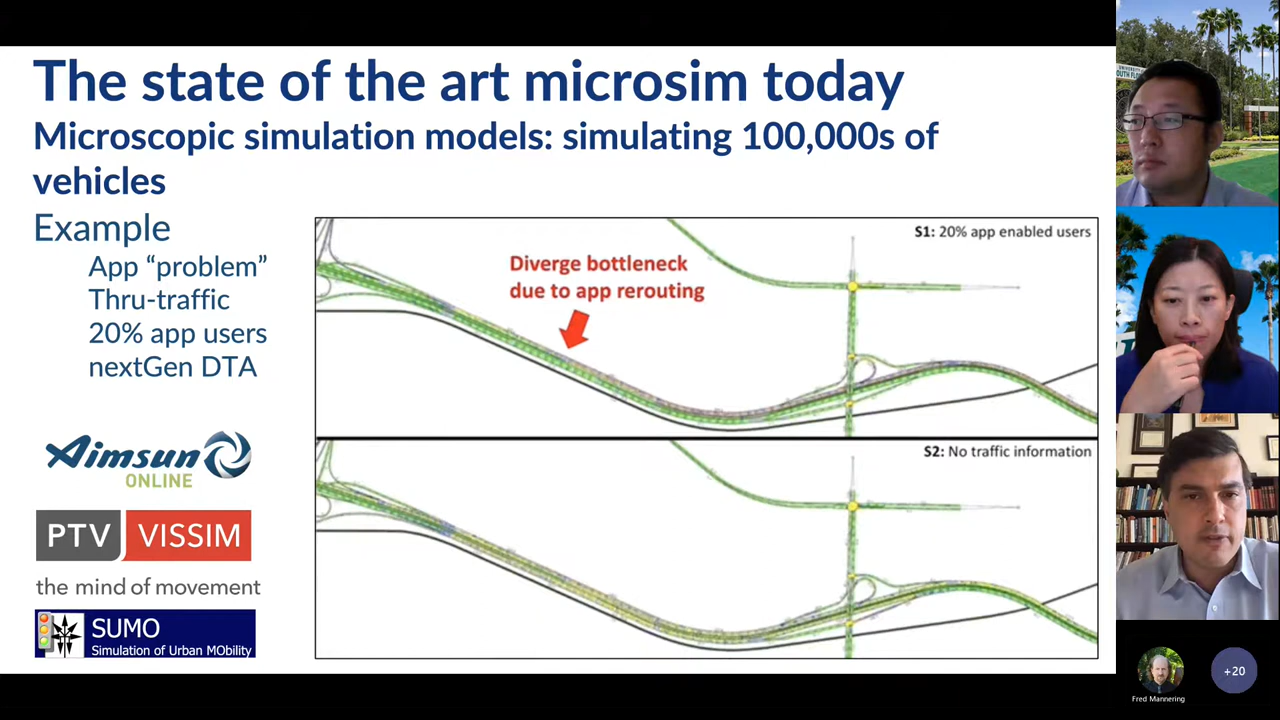 The state of the art microsim today
Microscopic simulation models: simulating 100,000s of
vehicles
Example
App “problem”
Thru-traffic
20% app users
nextGen DTA
Aimsun
ONLINE
PTV VISSIM
the mind of movement
SUMO
Simulation of Urban MObility
S1: 20% app enabled users
Diverge bottleneck
due to app rerouting
S2: No traffic information
Fred Mannering
+20